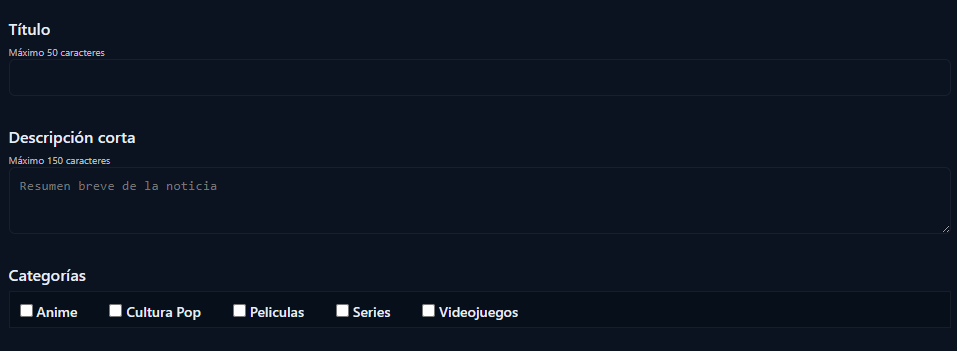 Título
Máximo 50 caracteres
Descripción corta
Máximo 150 caracteres
Resumen breve de la noticia
Categorías
Anime Cultura Pop Peliculas Series Videojuegos